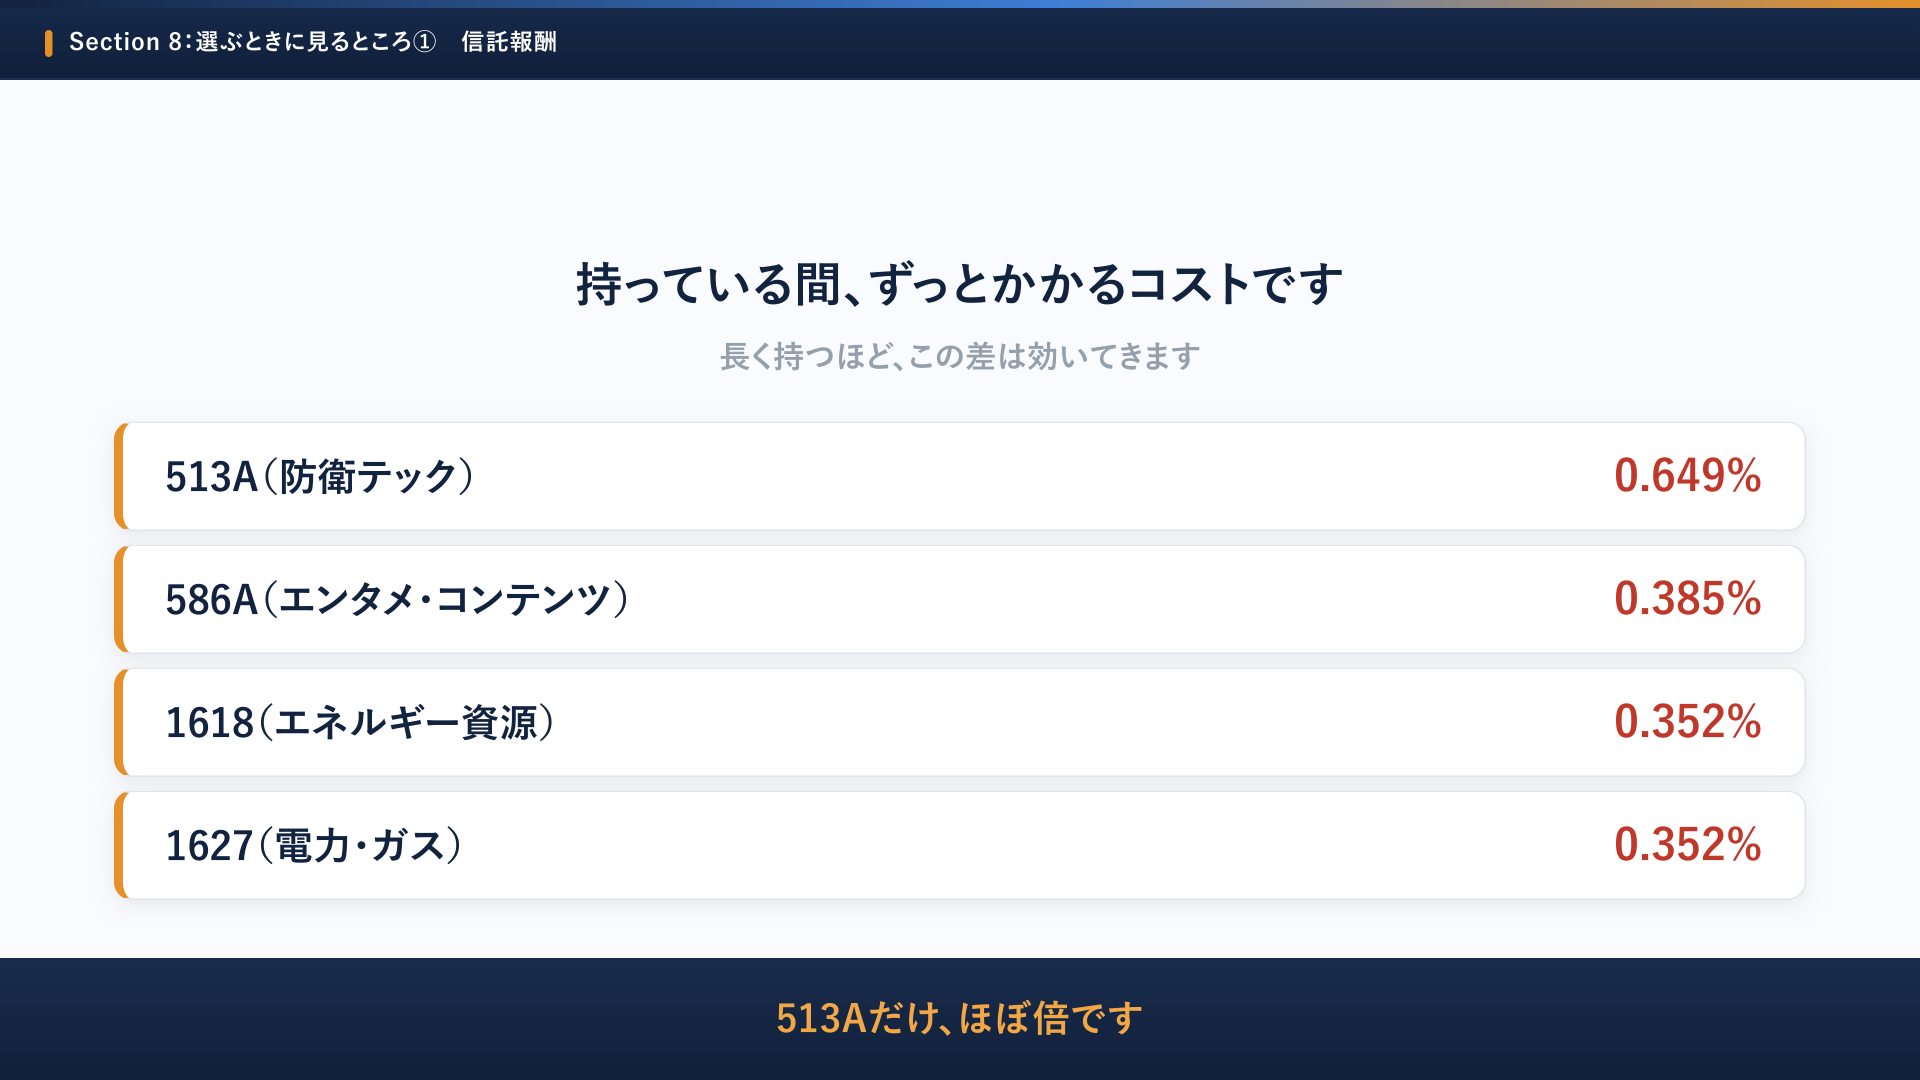 Section 8：選ぶときに見るところ①　信託報酬
持っている間、ずっとかかるコストです
長く持つほど、この差は効いてきます
513A（防衛テック）
0.649%
586A（エンタメ・コンテンツ）
0.385%
1618（エネルギー資源）
0.352%
1627（電力・ガス）
0.352%
513Aだけ、ほぼ倍です